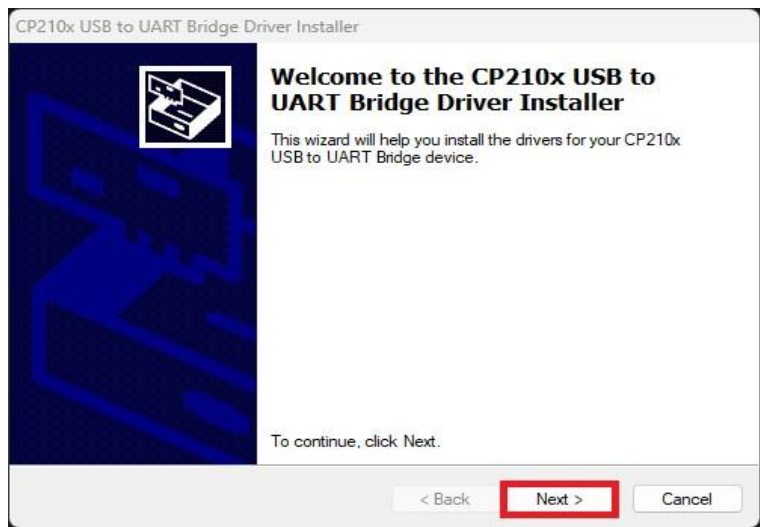 CP210x USB to UART Bridge Driver Installer
Welcome to the CP210x USB to
UART Bridge Driver Installer
This wizard will help you install the drivers for your CP210x
USB to UART Bridge device.
To continue, click Next.
< Back Next > Cancel